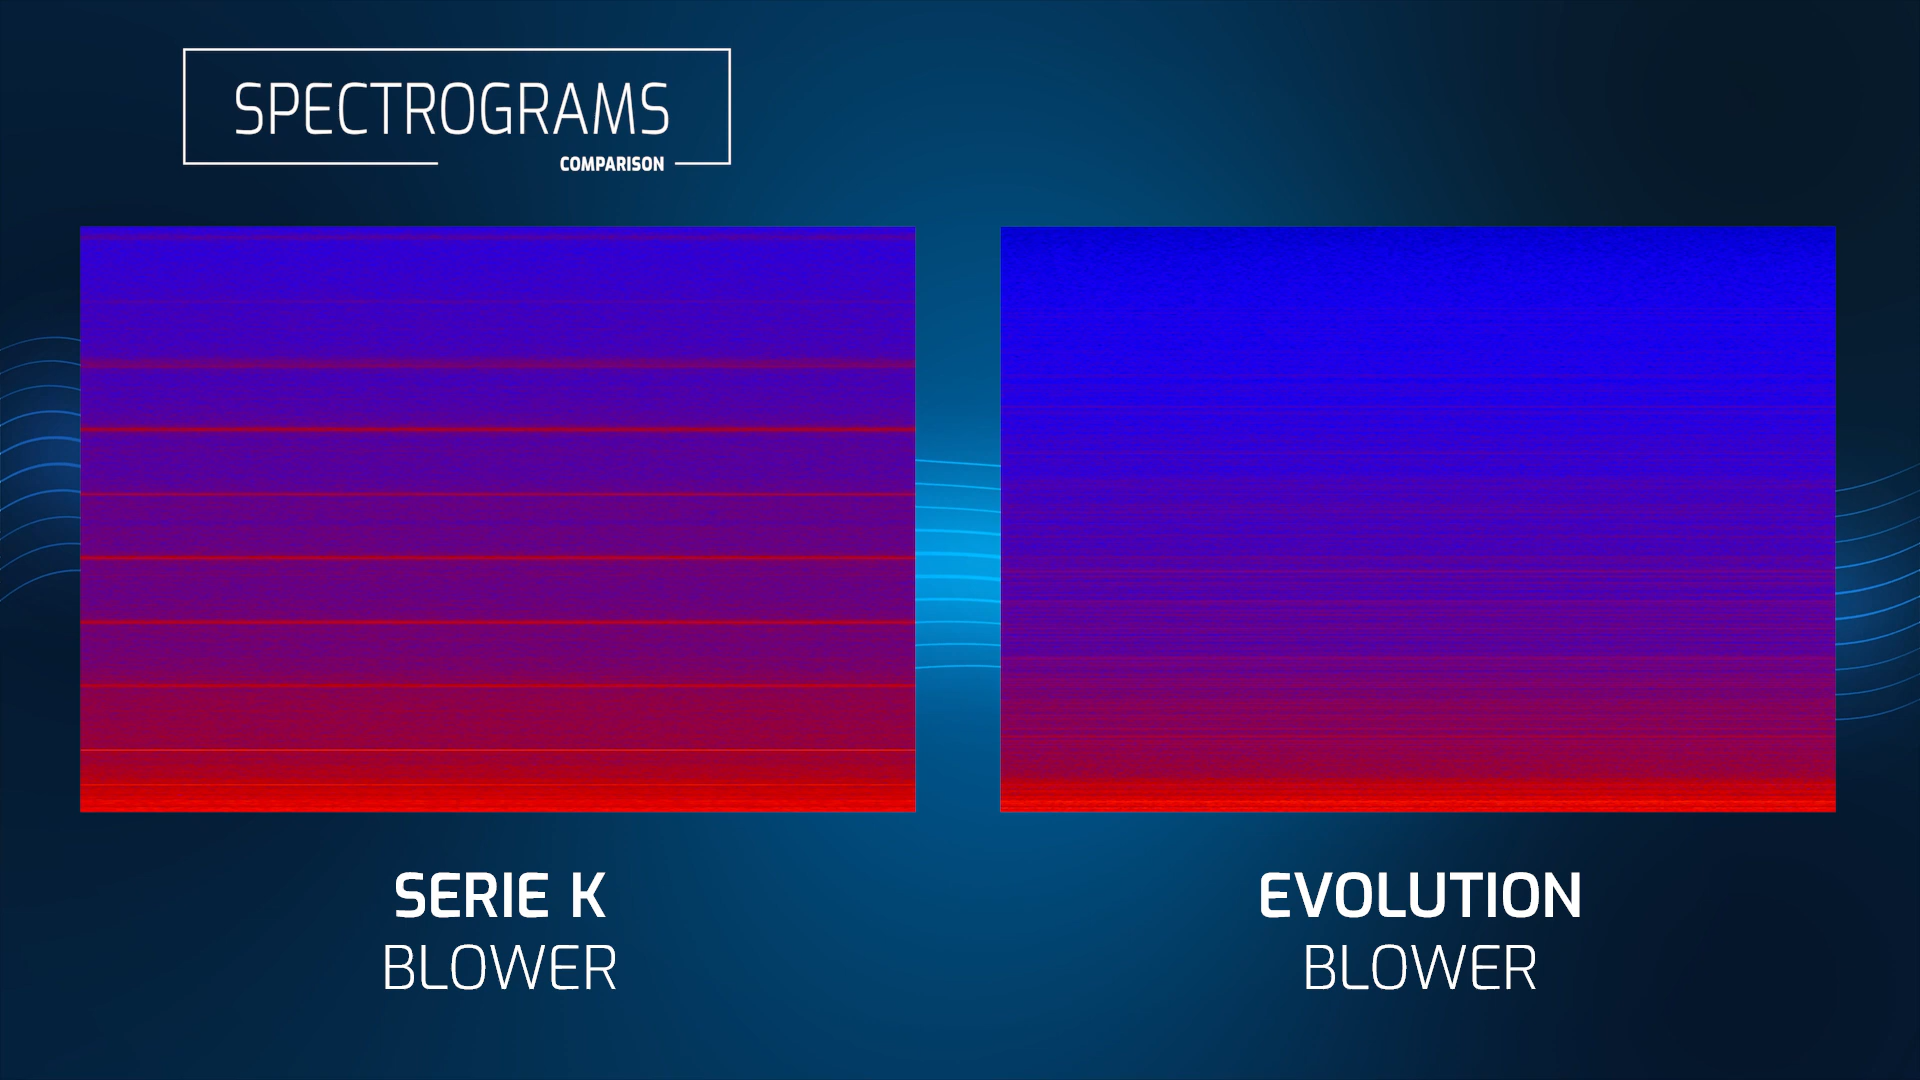 SPECTROGRAMS
COMPARISON
SERIE K
BLOWER
EVOLUTION
BLOWER